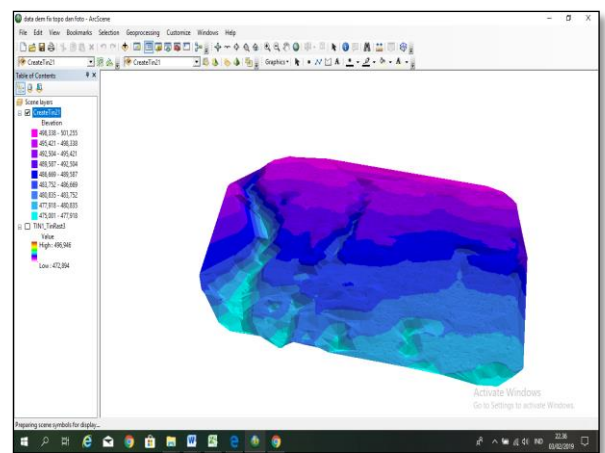 data dem fix topo dan foto - ArcScene
File Edit View Bookmarks Selection Geoprocessing Customize Windows Help
CreateTin21 CreateTin21 Graphics
Table of Contents
Scene layers
CreateTin21
Elevation
498,338 - 501,255
495,421 - 498,338
492,504 - 495,421
489,587 - 492,504
486,669 - 489,587
483,752 - 486,669
480,835 - 483,752
477,918 - 480,835
475,001 - 477,918
TIN1_TinRast3
Value
High : 496,946
Low : 472,994
Activate Windows
Go to Settings to activate Windows.
Preparing scene symbols for display...
IND 22.36
03/02/2019